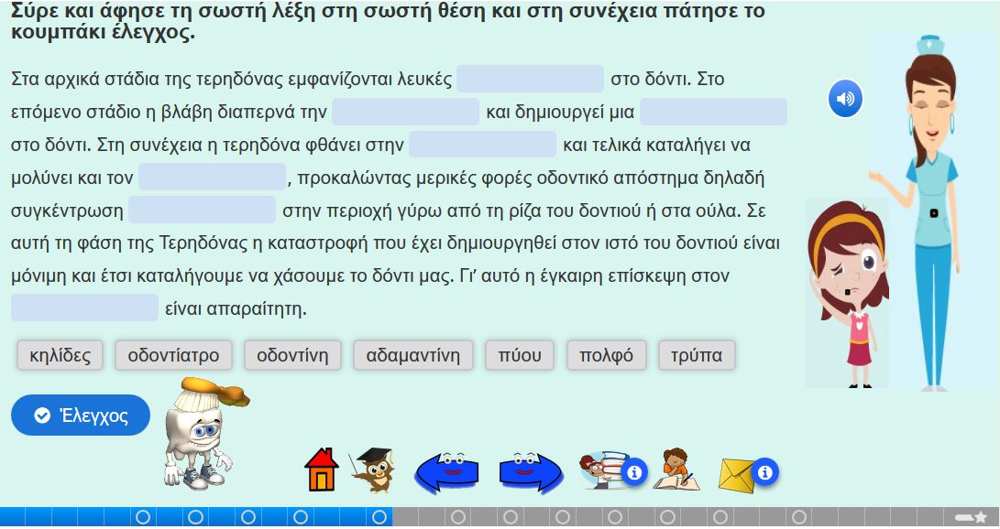 Σύρε και άφησε τη σωστή λέξη στη σωστή θέση και στη συνέχεια πάτησε το
κουμπάκι έλεγχος.
Στα αρχικά στάδια της τερηδόνας εμφανίζονται λευκές στο δόντι. Στο
επόμενο στάδιο η βλάβη διαπερνά την και δημιουργεί μια
στο δόντι. Στη συνέχεια η τερηδόνα φθάνει στην και τελικά καταλήγει να
μολύνει και τον , προκαλώντας μερικές φορές οδοντικό απόστημα δηλαδή
συγκέντρωση στην περιοχή γύρω από τη ρίζα του δοντιού ή στα ούλα. Σε
αυτή τη φάση της Τερηδόνας η καταστροφή που έχει δημιουργηθεί στον ιστό του δοντιού είναι
μόνιμη και έτσι καταλήγουμε να χάσουμε το δόντι μας. Γι’ αυτό η έγκαιρη επίσκεψη στον
είναι απαραίτητη.
κηλίδες οδοντίατρο οδοντίνη αδαμαντίνη πύου πολφό τρύπα
Έλεγχος